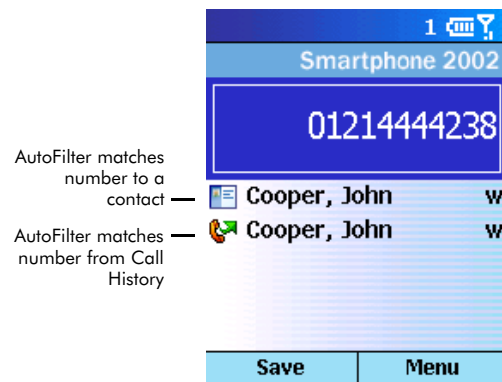 1
Smartphone 2002
01214444238
AutoFilter matches
number to a
contact
Cooper, John w
AutoFilter matches
number from Call
History
Cooper, John w
Save Menu